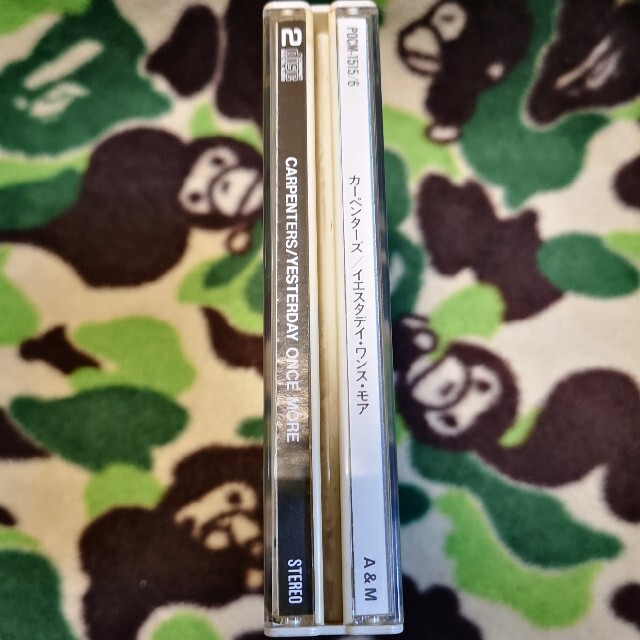 2 DISC
CARPENTERS/YESTERDAY ONCE MORE
STEREO
POCM-1515/6
カーペンターズ/イエスタデイ・ワンス・モア
A & M